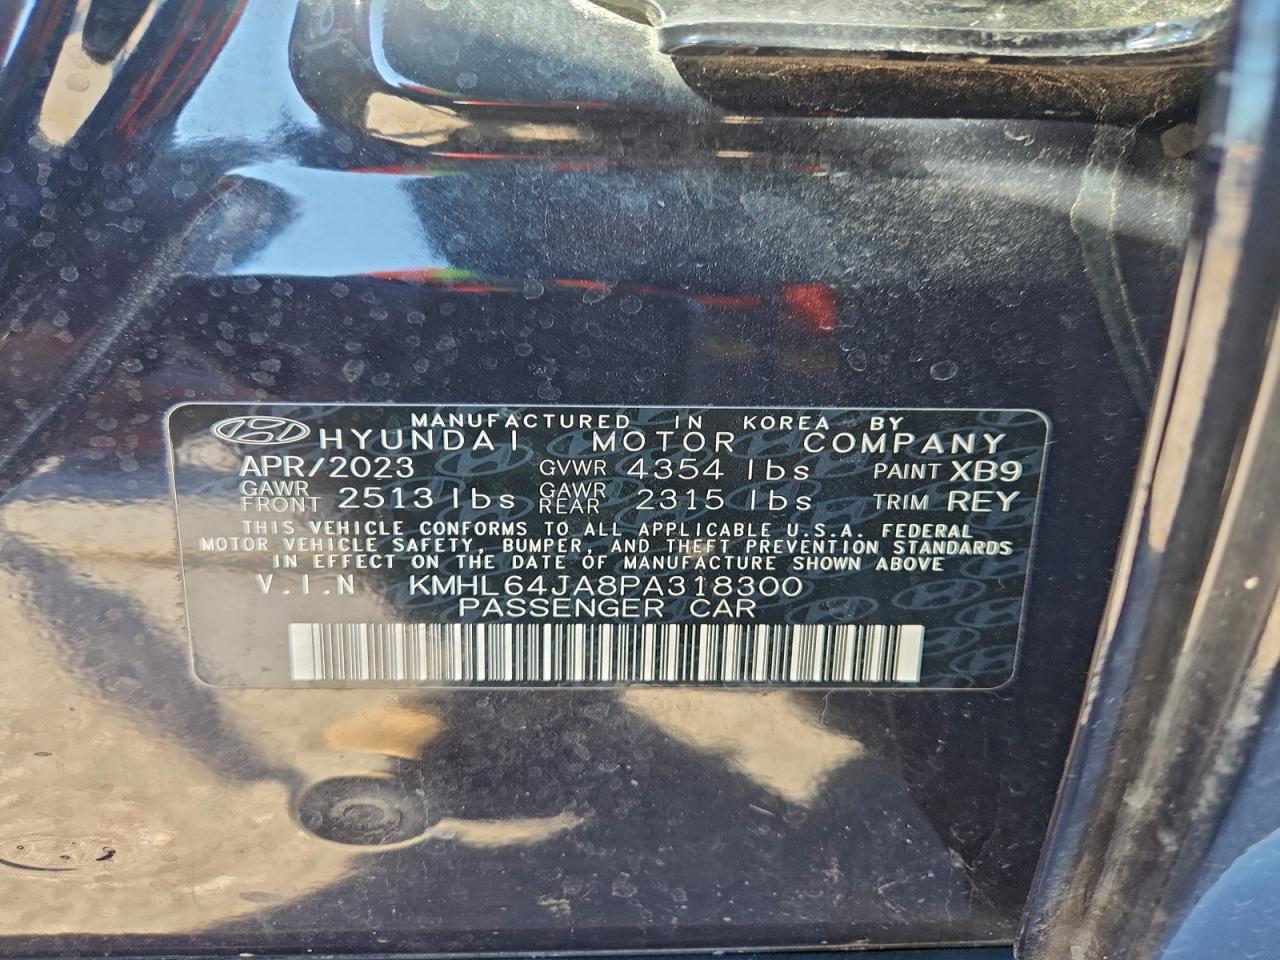 MANUFACTURED IN KOREA BY
HYUNDAI MOTOR COMPANY
APR/2023 GVWR 4354 lbs PAINT XB9
GAWR FRONT 2513 lbs GAWR REAR 2315 lbs TRIM REY
THIS VEHICLE CONFORMS TO ALL APPLICABLE U.S.A. FEDERAL
MOTOR VEHICLE SAFETY, BUMPER, AND THEFT PREVENTION STANDARDS
IN EFFECT ON THE DATE OF MANUFACTURE SHOWN ABOVE
V.I.N KMHL64JA8PA318300
PASSENGER CAR